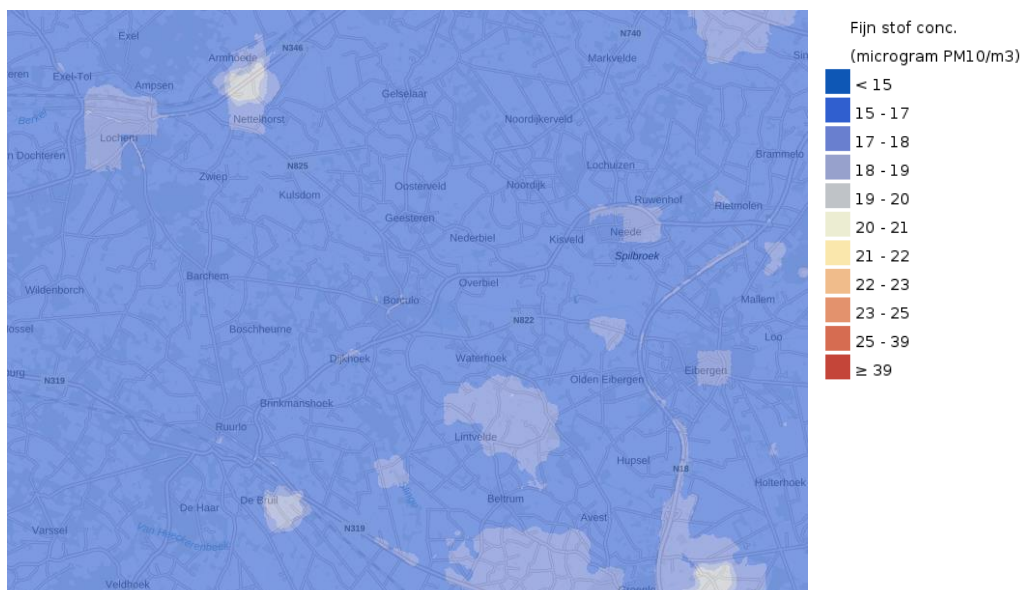 Exel
N346
N740
Armhoede
Markvelde
Exel-Tol
Ampsen
Gelselaar
Berkel
Nettelhorst
Noordijkerveld
Lochem
n Dochteren
Brammelo
N825
Lochuizen
Zwiep
Oosterveld
Noordijk
Kulsdom
Ruwenhof
Rietmolen
Geesteren
Neede
Nederbiel
Kisveld
Spilbroek
Barchem
Overbiel
Wildenborch
Borculo
Mallem
N822
Boschheurne
Loo
Dijkhoek
Waterhoek
Eibergen
N319
Olden Eibergen
Brinkmanshoek
Ruurlo
Lintvelde
Hupsel
N18
Holterhoek
De Bruil
Beltrum
De Haar
Avest
Varssel
N319
Veldhoek
Fijn stof conc.
(microgram PM10/m3)
< 15
15 - 17
17 - 18
18 - 19
19 - 20
20 - 21
21 - 22
22 - 23
23 - 25
25 - 39
≥ 39